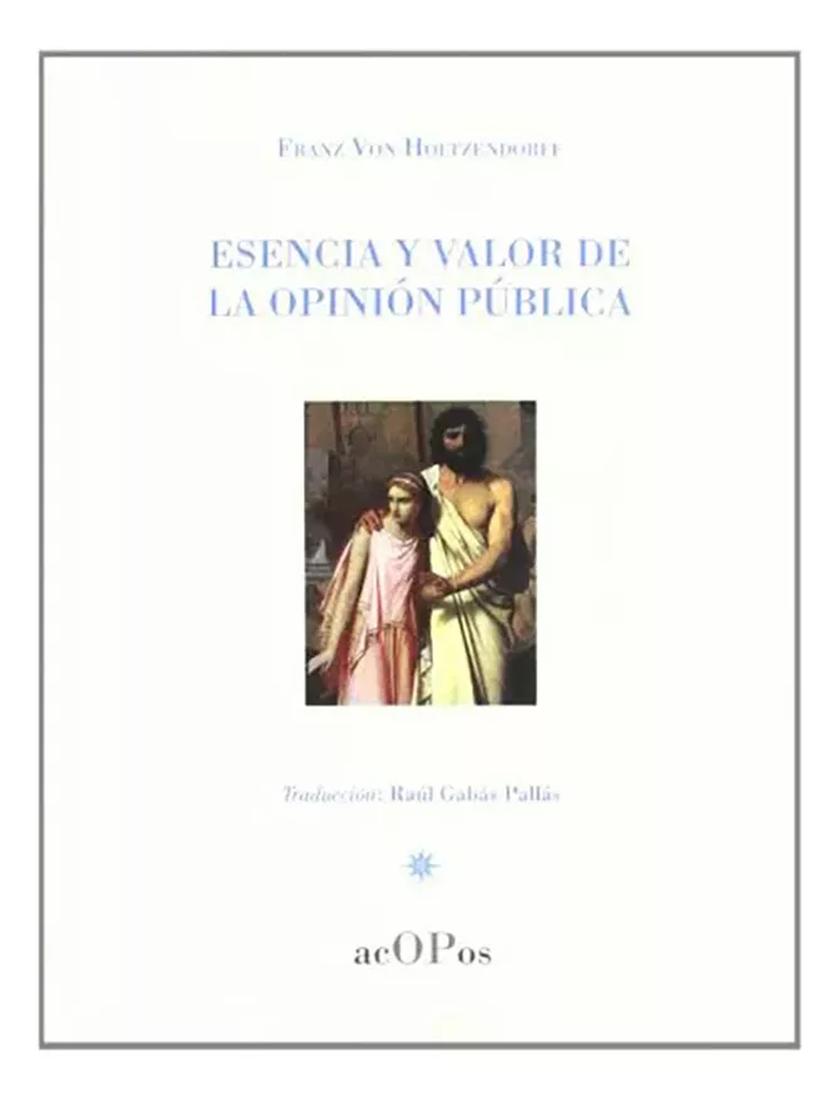 Franz Von Holtzendorff
ESENCIA Y VALOR DE
LA OPINIÓN PÚBLICA
Traducción: Raúl Gabás Pallás
acOPos